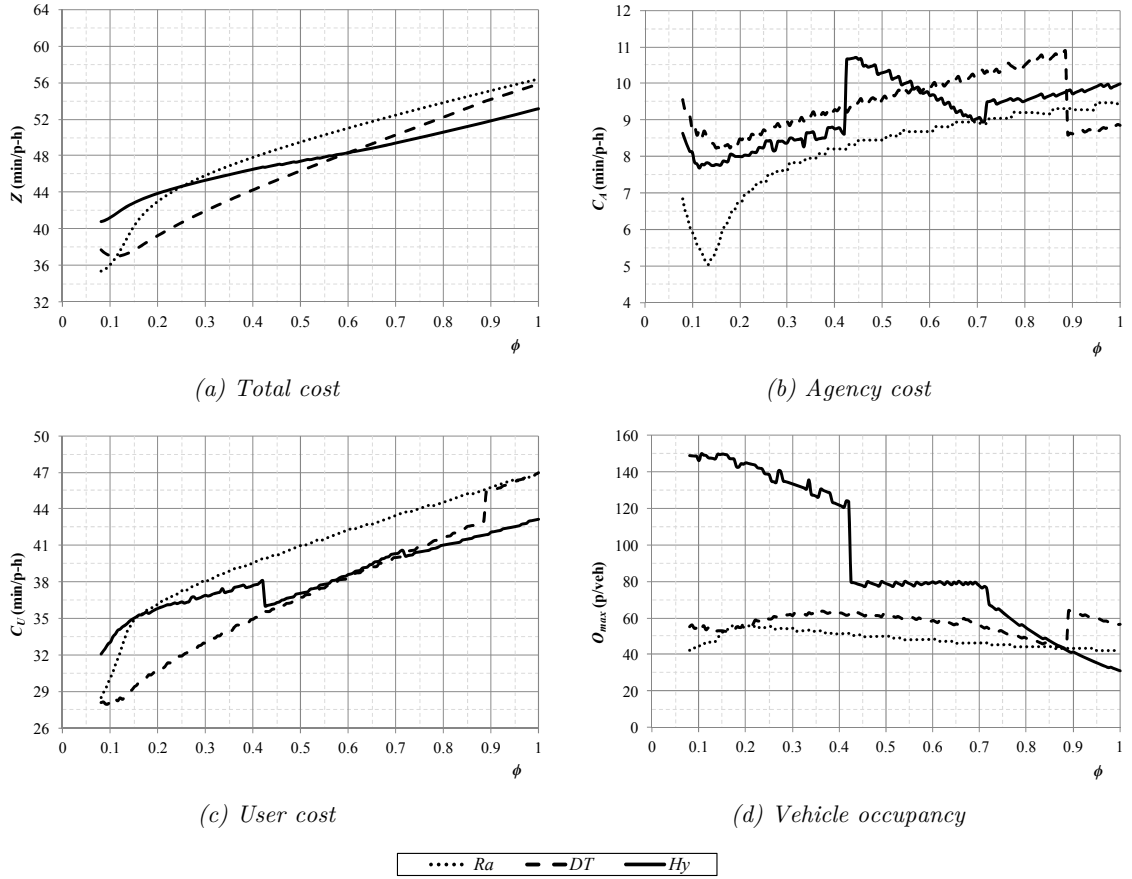 64
60
56
52
48
44
40
36
32
Z (min/p-h)
0 0.1 0.2 0.3 0.4 0.5 0.6 0.7 0.8 0.9 1
ϕ
(a) Total cost
12
11
10
9
8
7
6
5
4
C_A (min/p-h)
0 0.1 0.2 0.3 0.4 0.5 0.6 0.7 0.8 0.9 1
ϕ
(b) Agency cost
50
47
44
41
38
35
32
29
26
C_U (min/p-h)
0 0.1 0.2 0.3 0.4 0.5 0.6 0.7 0.8 0.9 1
ϕ
(c) User cost
160
140
120
100
80
60
40
20
0
O_max (p/veh)
0 0.1 0.2 0.3 0.4 0.5 0.6 0.7 0.8 0.9 1
ϕ
(d) Vehicle occupancy
Ra DT Hy